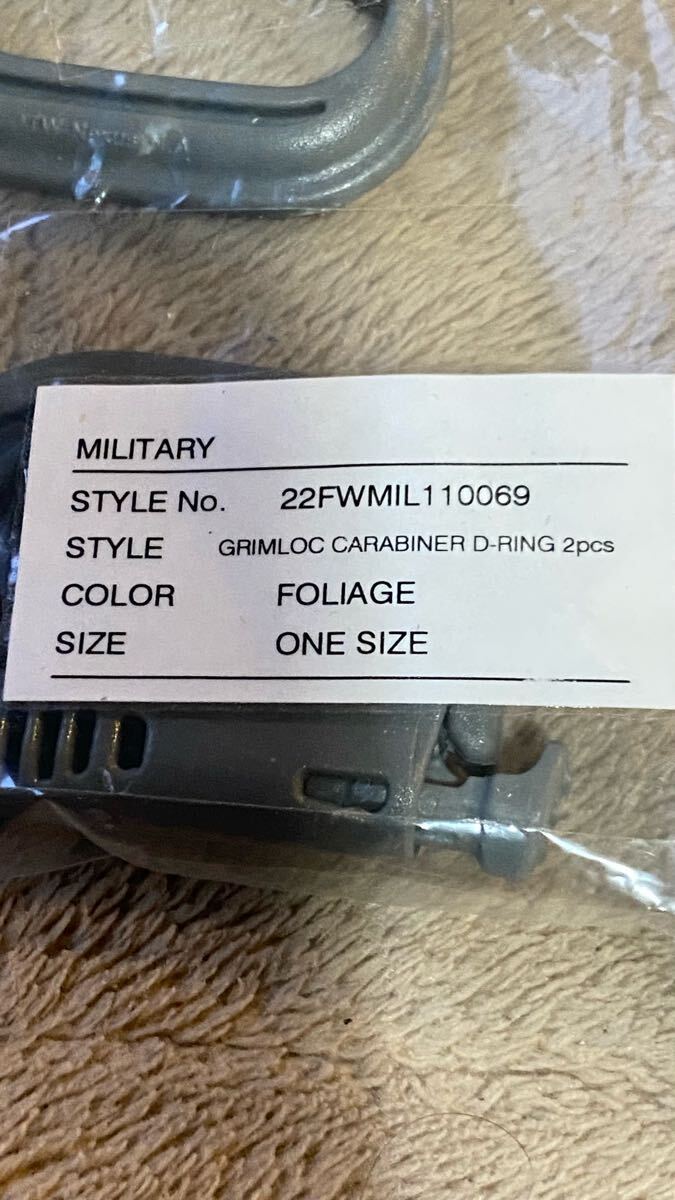 MILITARY
STYLE No. 22FWMIL110069
STYLE GRIMLOC CARABINER D-RING 2pcs
COLOR FOLIAGE
SIZE ONE SIZE